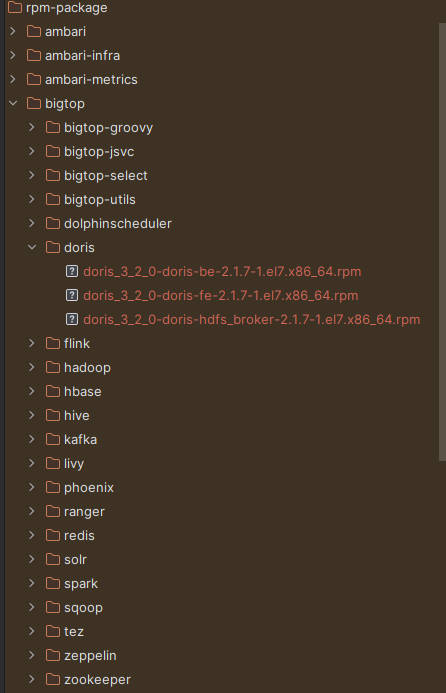 rpm-package
ambari
ambari-infra
ambari-metrics
bigtop
bigtop-groovy
bigtop-jsvc
bigtop-select
bigtop-utils
dolphinscheduler
doris
doris_3_2_0-doris-be-2.1.7-1.el7.x86_64.rpm
doris_3_2_0-doris-fe-2.1.7-1.el7.x86_64.rpm
doris_3_2_0-doris-hdfs_broker-2.1.7-1.el7.x86_64.rpm
flink
hadoop
hbase
hive
kafka
livy
phoenix
ranger
redis
solr
spark
sqoop
tez
zeppelin
zookeeper